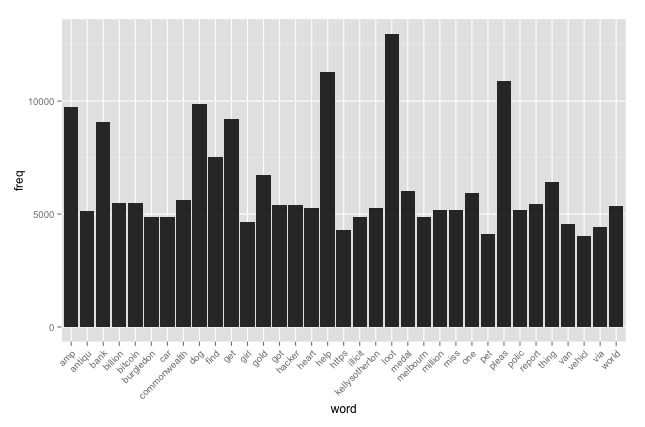 freq
10000
5000
0
amp
antiqu
bank
billion
bitcoin
burgledon
car
commonwealth
dog
find
get
girl
gold
got
hacker
heart
help
https
illicit
kellysotherton
loot
medal
melbourn
million
miss
one
pet
pleas
polic
report
thing
van
vehicl
via
world
word